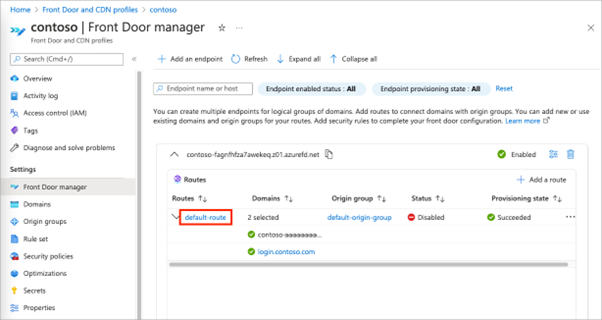 Home > Front Door and CDN profiles > contoso
contoso | Front Door manager ☆ ...
Front Door and CDN profiles
Search (Cmd+/) «
+ Add an endpoint Refresh Expand all Collapse all
Overview
Activity log
Access control (IAM)
Tags
Diagnose and solve problems
Settings
Front Door manager
Domains
Origin groups
Rule set
Security policies
Optimizations
Secrets
Properties
Endpoint name or host Endpoint enabled status : All Endpoint provisioning state : All Reset
You can create multiple endpoints for logical groups of domains. Add routes to connect domains with origin groups. You can add new or use
existing domains and origin groups for your routes. Add security rules to complete your front door configuration. Learn more
contoso-fagnfhfza7awekeq.z01.azurefd.net Enabled
Routes + Add a route
Routes ↑↓ Domains ↑↓ Origin group ↑↓ Status ↑↓ Provisioning state ↑↓
default-route 2 selected default-origin-group Disabled Succeeded ...
login.contoso.com